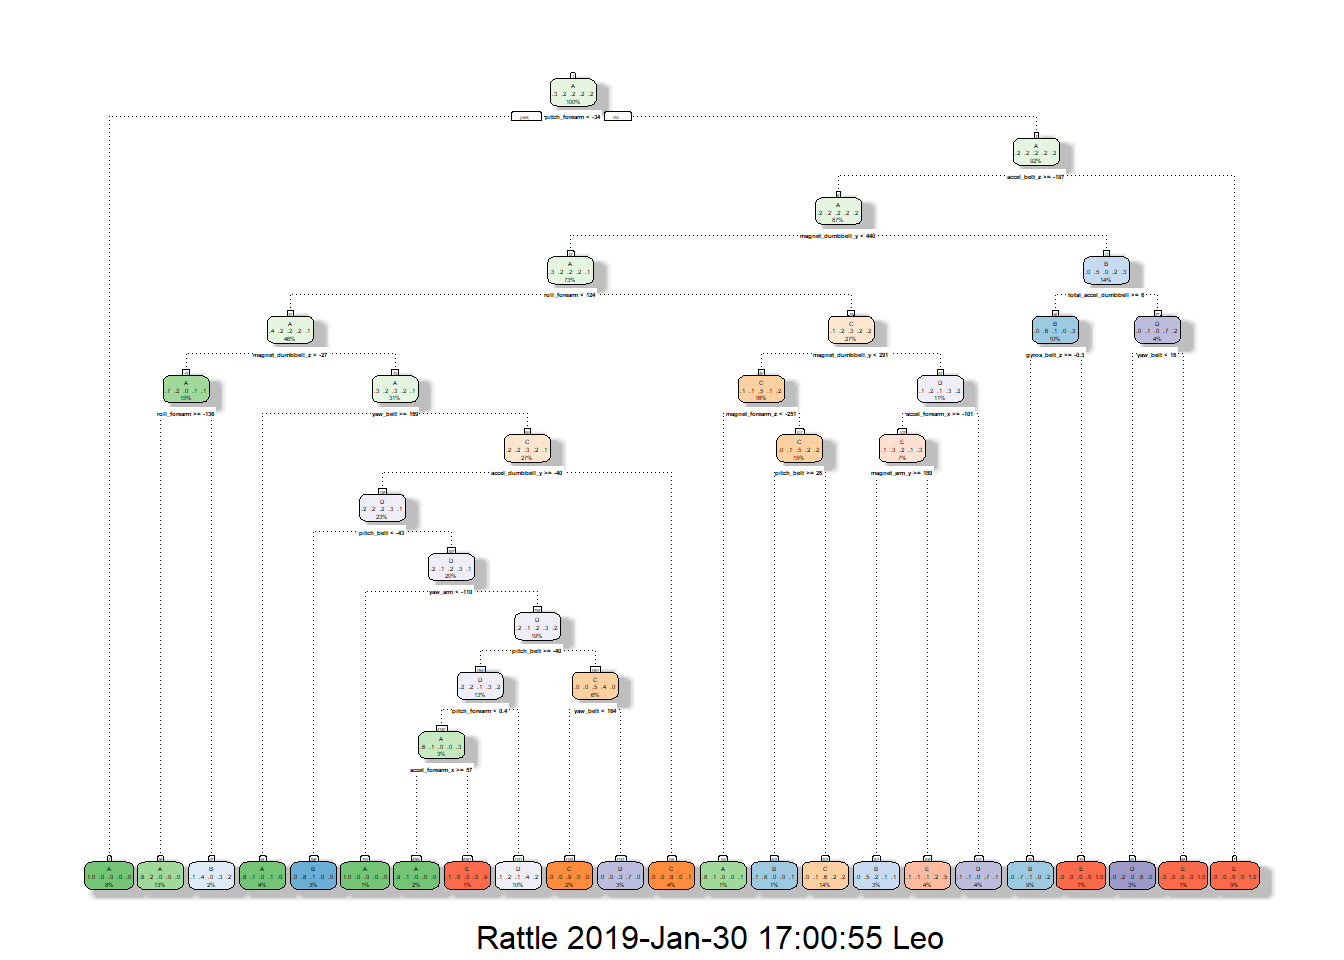 A
.3 .2 .2 .2 .2
100%
yes pitch_forearm < -34 no
A
.2 .2 .2 .2 .2
92%
accel_belt_z >= -187
A
.2 .2 .2 .2 .2
87%
magnet_dumbbell_y < 440
A
.3 .2 .2 .2 .1
73%
B
.0 .5 .0 .2 .3
14%
roll_forearm < 124
total_accel_dumbbell >= 6
A
.4 .2 .2 .2 .1
46%
C
.1 .2 .3 .2 .2
27%
B
.0 .6 .1 .0 .3
10%
D
.0 .1 .0 .7 .2
4%
magnet_dumbbell_z < -27
magnet_dumbbell_y < 291
gyros_belt_z >= -0.3
yaw_belt < 16
A
.7 .2 .0 .1 .1
15%
A
.3 .2 .3 .2 .1
31%
C
.1 .1 .5 .1 .2
16%
D
.1 .2 .1 .3 .2
11%
roll_forearm >= -136
yaw_belt >= 169
magnet_forearm_z < -251
accel_forearm_x >= -101
C
.2 .2 .3 .2 .1
27%
C
.0 .1 .5 .2 .2
15%
E
.1 .3 .2 .1 .3
7%
accel_dumbbell_y >= -40
pitch_belt >= 26
magnet_arm_y >= 189
D
.2 .2 .2 .3 .1
23%
pitch_belt < -43
D
.2 .1 .2 .3 .1
20%
yaw_arm < -110
D
.2 .1 .2 .3 .2
19%
pitch_belt >= -40
D
.2 .2 .1 .3 .2
13%
C
.0 .0 .5 .4 .0
6%
pitch_forearm < 0.4
yaw_belt < 164
A
.6 .1 .0 .0 .3
3%
accel_forearm_x >= 57
A
1.0 .0 .0 .0 .0
8%
A
.8 .2 .0 .0 .0
13%
B
.1 .4 .0 .3 .2
2%
A
.8 .1 .0 .1 .0
4%
B
.0 .8 .1 .0 .0
3%
A
1.0 .0 .0 .0 .0
1%
A
.9 .1 .0 .0 .0
2%
E
.1 .0 .0 .0 .9
1%
D
.1 .2 .1 .4 .2
10%
C
.0 .0 .9 .0 .0
2%
D
.0 .0 .3 .7 .0
3%
C
.0 .0 .8 .0 .1
4%
A
.8 .1 .0 .0 .1
1%
B
.1 .8 .0 .0 .1
1%
C
.0 .1 .6 .2 .2
14%
B
.0 .5 .2 .1 .1
3%
E
.1 .1 .1 .2 .5
4%
D
.1 .1 .0 .7 .1
4%
B
.0 .7 .1 .0 .2
9%
E
.0 .0 .0 .0 1.0
1%
D
.0 .2 .0 .8 .0
3%
E
.0 .0 .0 .0 1.0
1%
E
.0 .0 .0 .0 1.0
5%
Rattle 2019-Jan-30 17:00:55 Leo